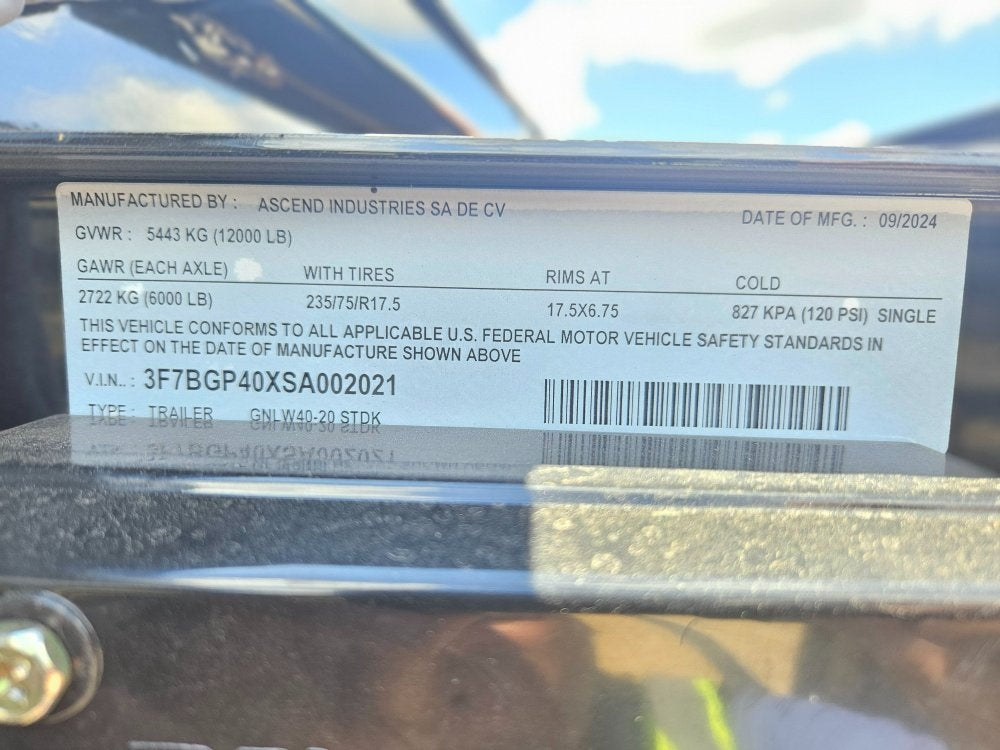 MANUFACTURED BY : ASCEND INDUSTRIES SA DE CV DATE OF MFG. : 09/2024
GVWR : 5443 KG (12000 LB)
GAWR (EACH AXLE) WITH TIRES RIMS AT COLD
2722 KG (6000 LB) 235/75/R17.5 17.5X6.75 827 KPA (120 PSI) SINGLE
THIS VEHICLE CONFORMS TO ALL APPLICABLE U.S. FEDERAL MOTOR VEHICLE SAFETY STANDARDS IN
EFFECT ON THE DATE OF MANUFACTURE SHOWN ABOVE
V.I.N.. : 3F7BGP40XSA002021
TYPE : TRAILER GNLW40-20 STDK